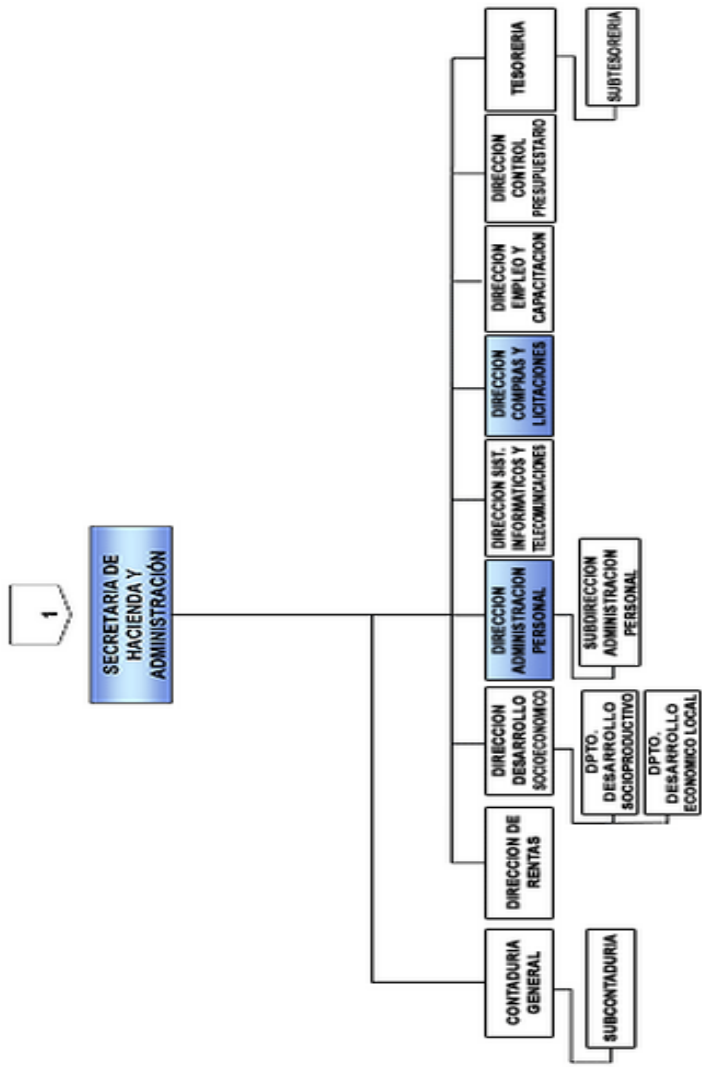 1
SECRETARIA DE
HACIENDA Y
ADMINISTRACIÓN
CONTADURIA
GENERAL
SUBCONTADURIA
DIRECCION DE
RENTAS
DIRECCION
DESARROLLO
SOCIOECONOMICO
DPTO.
DESARROLLO
SOCIOPRODUCTIVO
DPTO.
DESARROLLO
ECONOMICO LOCAL
DIRECCION
ADMINISTRACION
PERSONAL
SUBDIRECCION
ADMINISTRACION
PERSONAL
DIRECCION SIST.
INFORMATICOS Y
TELECOMUNICACIONES
DIRECCION
COMPRAS Y
LICITACIONES
DIRECCION
EMPLEO Y
CAPACITACION
DIRECCION
CONTROL
PRESUPUESTARIO
TESORERIA
SUBTESORERIA